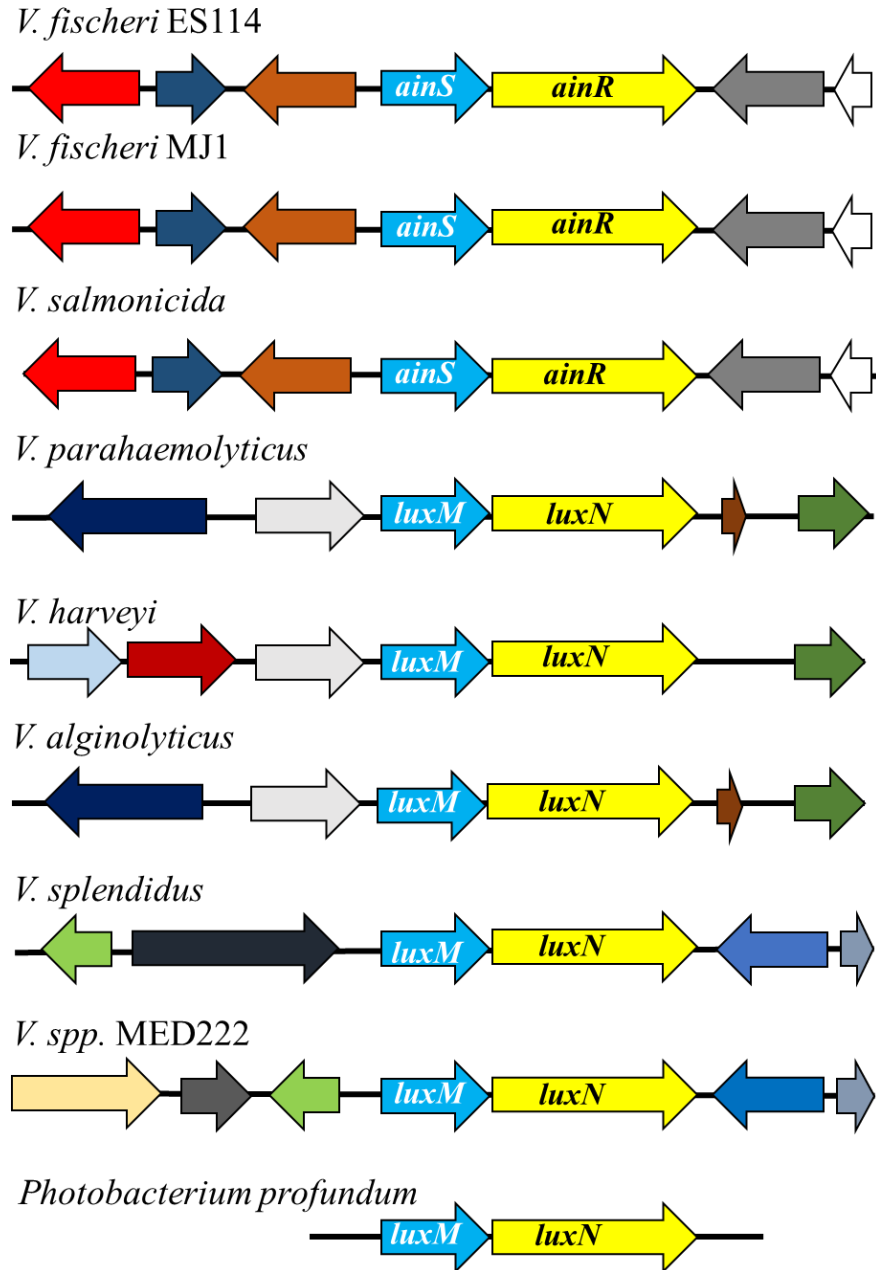 V. fischeri ES114
ainS ainR
V. fischeri MJ1
ainS ainR
V. salmonicida
ainS ainR
V. parahaemolyticus
luxM luxN
V. harveyi
luxM luxN
V. alginolyticus
luxM luxN
V. splendidus
luxM luxN
V. spp. MED222
luxM luxN
Photobacterium profundum
luxM luxN